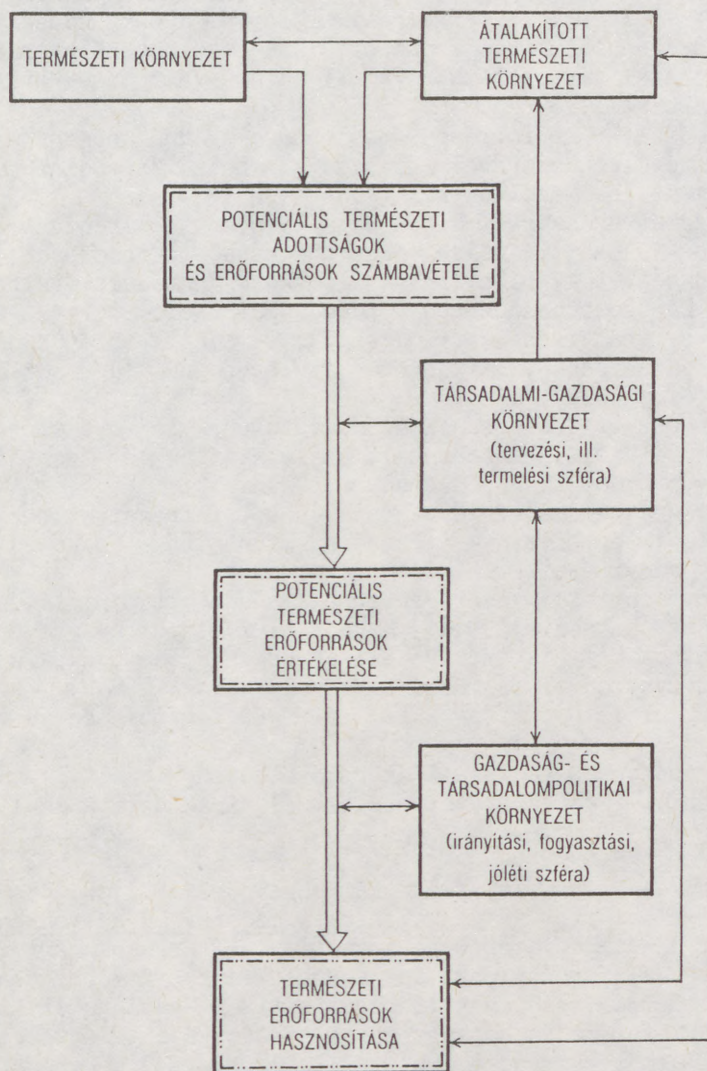 TERMÉSZETI KÖRNYEZET
ÁTALAKÍTOTT
TERMÉSZETI
KÖRNYEZET
POTENCIÁLIS TERMÉSZETI
ADOTTSÁGOK
ÉS ERŐFORRÁSOK SZÁMBAVÉTELE
TÁRSADALMI-GAZDASÁGI
KÖRNYEZET
(tervezési, ill.
termelési szféra)
POTENCIÁLIS
TERMÉSZETI
ERŐFORRÁSOK
ÉRTÉKELÉSE
GAZDASÁG- ÉS
TÁRSADALOMPOLITIKAI
KÖRNYEZET
(irányítási, fogyasztási,
jóléti szféra)
TERMÉSZETI
ERŐFORRÁSOK
HASZNOSÍTÁSA